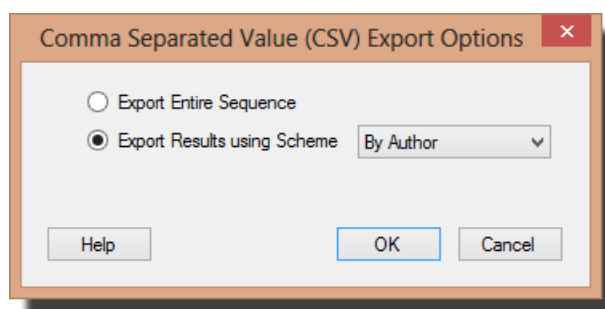 Comma Separated Value (CSV) Export Options
Export Entire Sequence
Export Results using Scheme By Author
Help OK Cancel